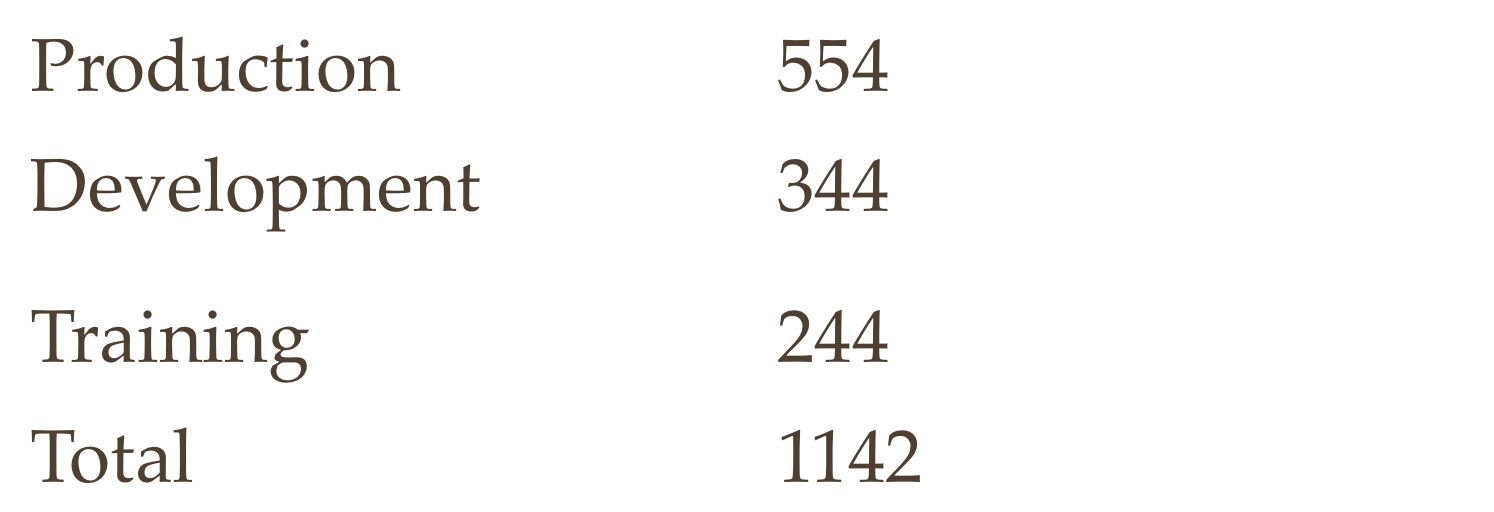 Production 554
Development 344
Training 244
Total 1142